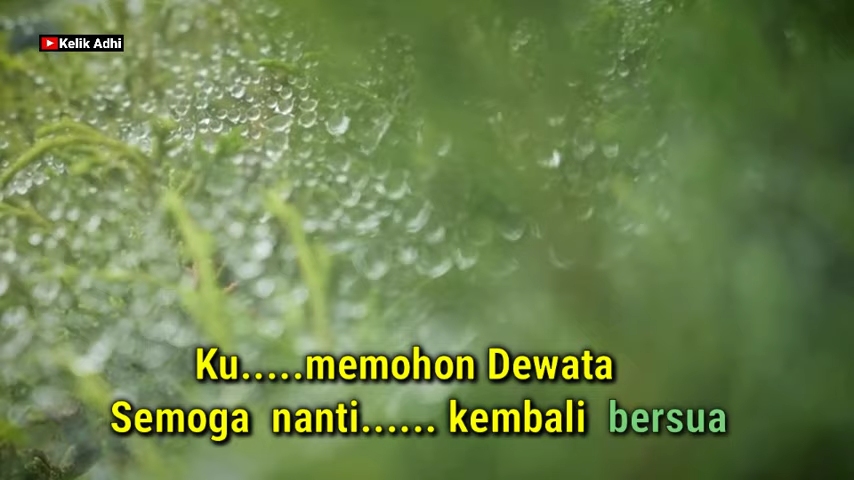 Kelik Adhi
Ku.....memohon Dewata
Semoga nanti...... kembali bersua